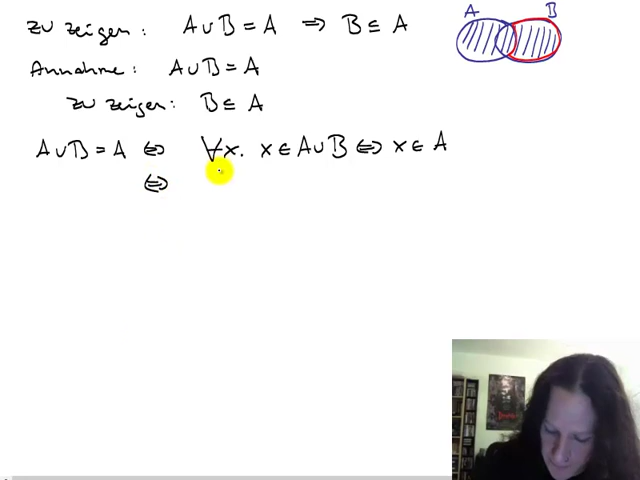 zu zeigen: A∪B = A ⟹ B ⊆ A
A B
Annahme: A∪B = A
zu zeigen: B ⊆ A
A∪B = A ⟺ ∀x. x ∈ A∪B ⟺ x ∈ A
⟺